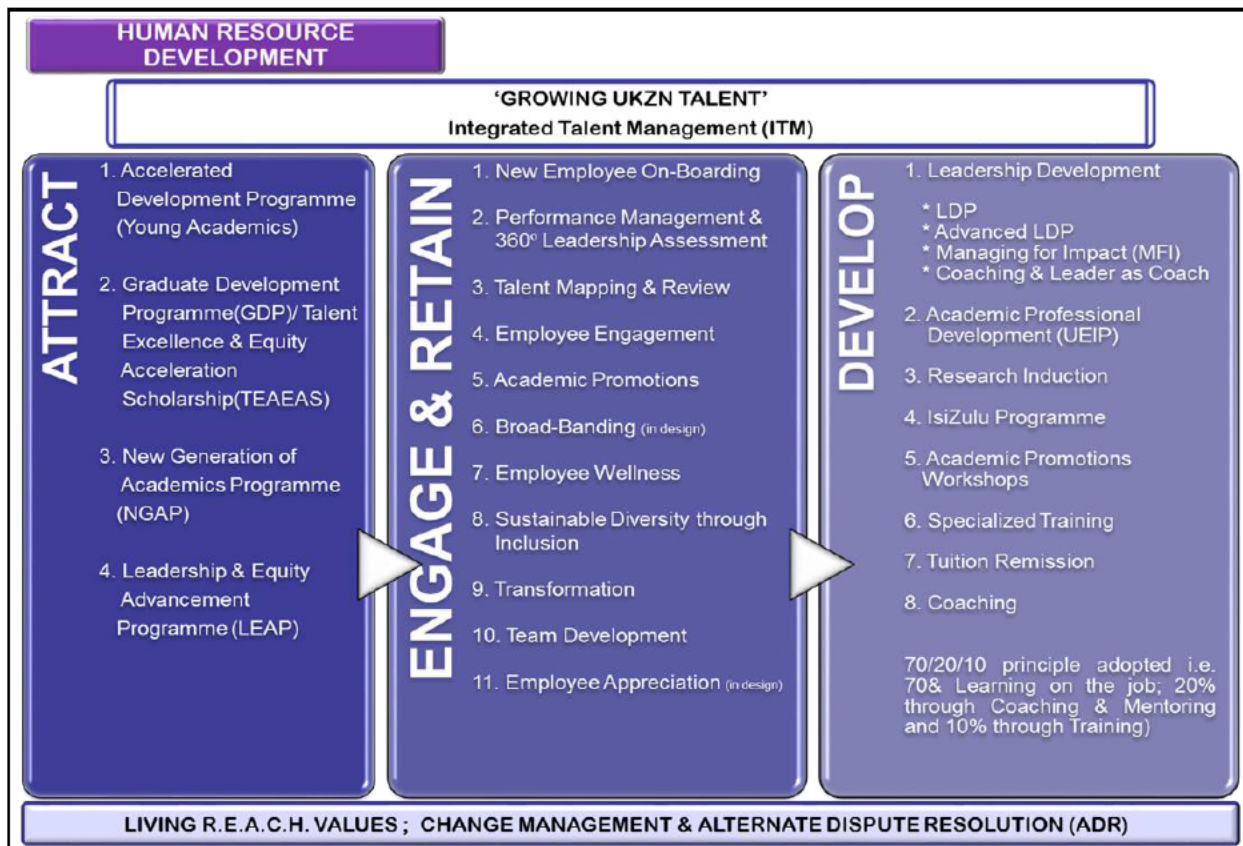 HUMAN RESOURCE
DEVELOPMENT
‘GROWING UKZN TALENT’
Integrated Talent Management (ITM)
ATTRACT
1. Accelerated
Development Programme
(Young Academics)
2. Graduate Development
Programme(GDP)/ Talent
Excellence & Equity
Acceleration
Scholarship(TEAEAS)
3. New Generation of
Academics Programme
(NGAP)
4. Leadership & Equity
Advancement
Programme (LEAP)
ENGAGE & RETAIN
1. New Employee On-Boarding
2. Performance Management &
360º Leadership Assessment
3. Talent Mapping & Review
4. Employee Engagement
5. Academic Promotions
6. Broad-Banding (in design)
7. Employee Wellness
8. Sustainable Diversity through
Inclusion
9. Transformation
10. Team Development
11. Employee Appreciation (in design)
DEVELOP
1. Leadership Development
* LDP
* Advanced LDP
* Managing for Impact (MFI)
* Coaching & Leader as Coach
2. Academic Professional
Development (UEIP)
3. Research Induction
4. IsiZulu Programme
5. Academic Promotions
Workshops
6. Specialized Training
7. Tuition Remission
8. Coaching
70/20/10 principle adopted i.e.
70& Learning on the job; 20%
through Coaching & Mentoring
and 10% through Training)
LIVING R.E.A.C.H. VALUES ; CHANGE MANAGEMENT & ALTERNATE DISPUTE RESOLUTION (ADR)